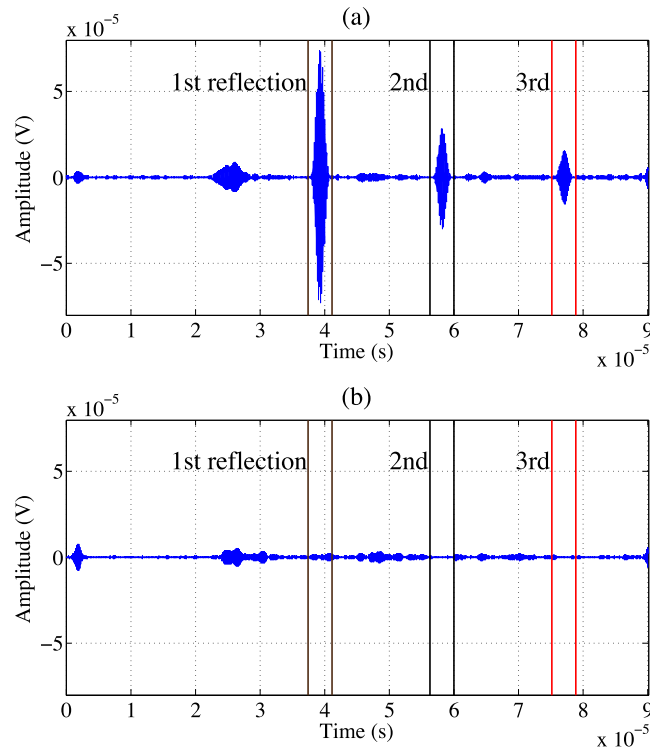 (a)
x 10⁻⁵
5
0
−5
Amplitude (V)
1st reflection
2nd
3rd
0 1 2 3 4 5 6 7 8 9
Time (s)
x 10⁻⁵
(b)
x 10⁻⁵
5
0
−5
Amplitude (V)
1st reflection
2nd
3rd
0 1 2 3 4 5 6 7 8 9
Time (s)
x 10⁻⁵